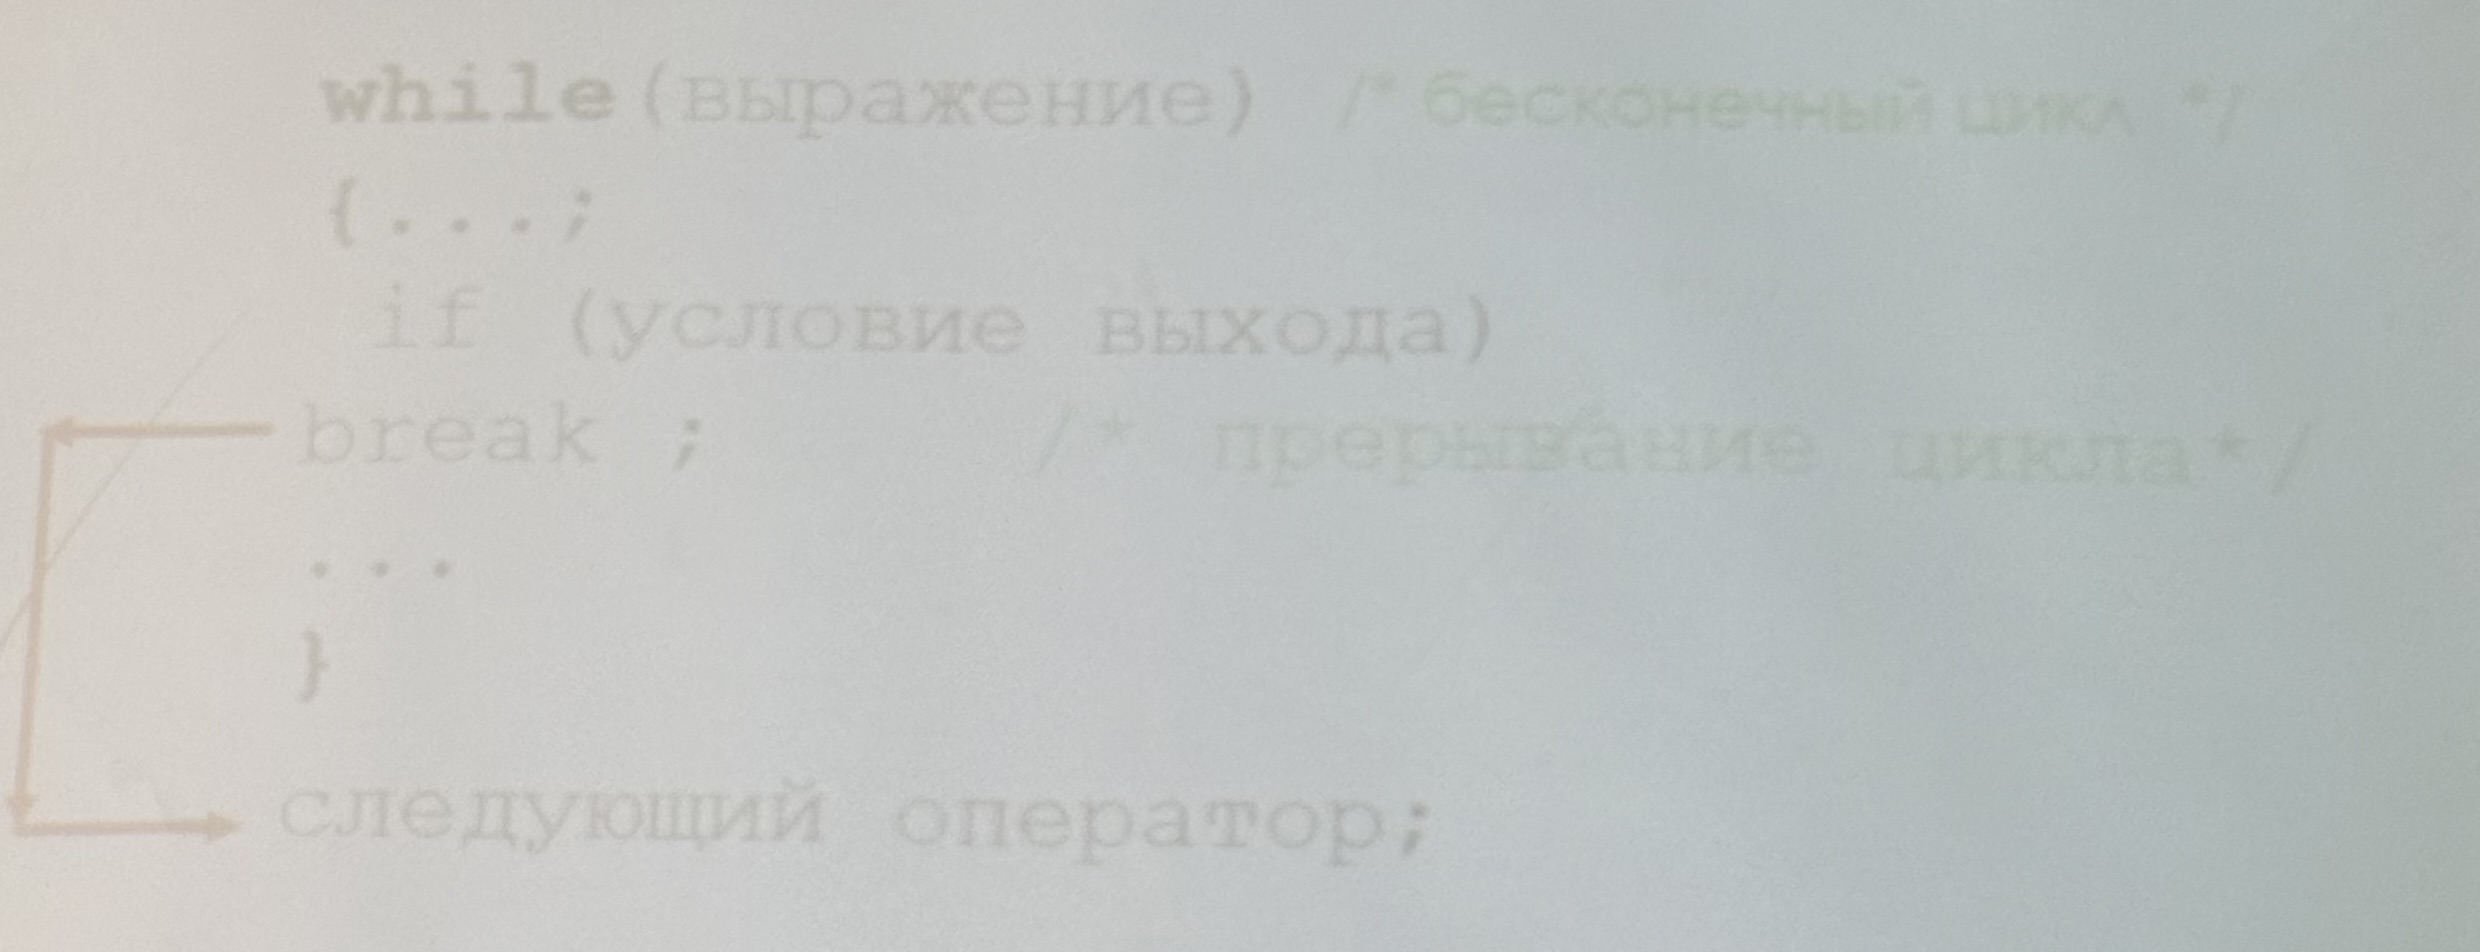 while(выражение) /* бесконечный цикл */
{...;
if (условие выхода)
break ; /* прерывание цикла*/
...
}
следующий оператор;